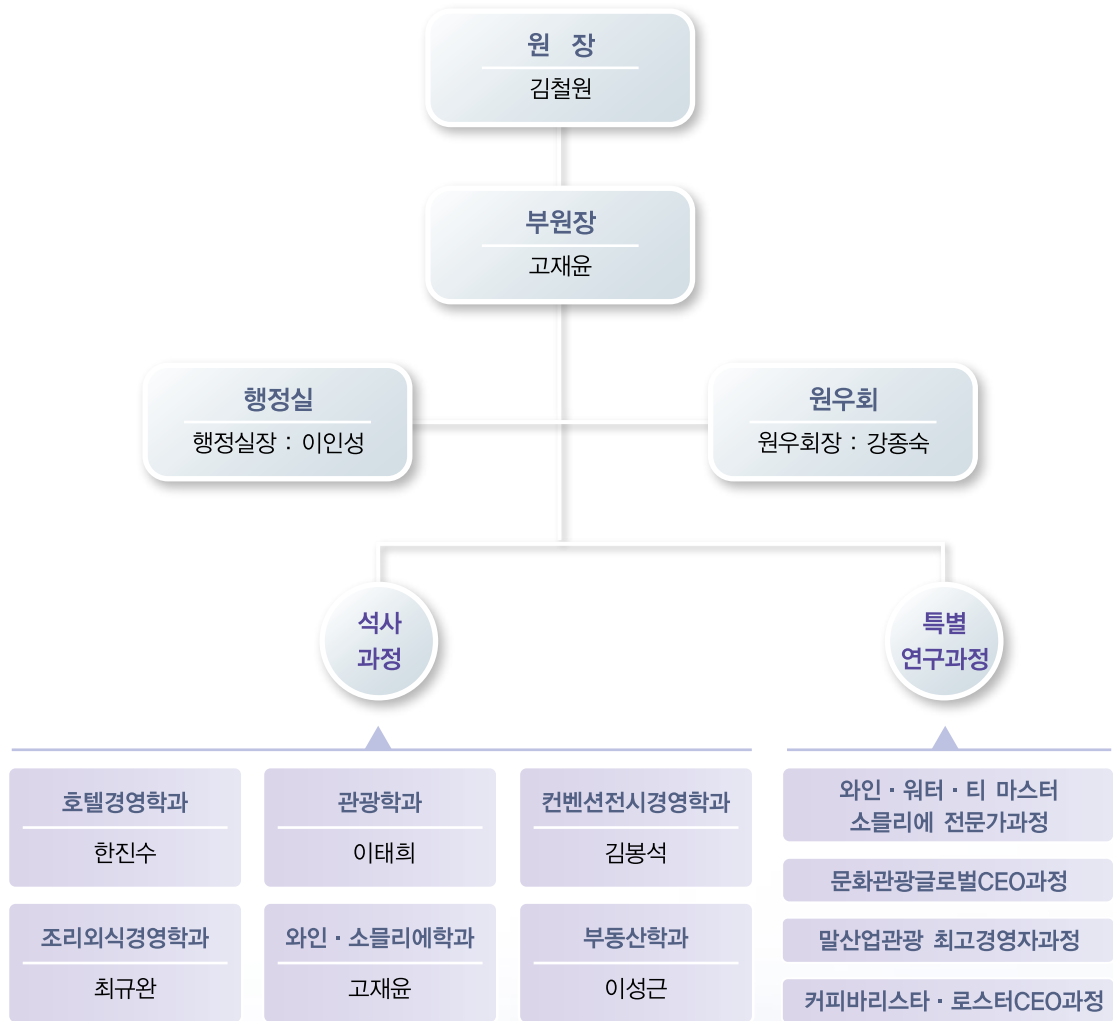 원 장
김철원
부원장
고재윤
행정실
행정실장 : 이인성
원우회
원우회장 : 강종숙
석사
과정
특별
연구과정
호텔경영학과
한진수
관광학과
이태희
컨벤션전시경영학과
김봉석
조리외식경영학과
최규완
와인 · 소믈리에학과
고재윤
부동산학과
이성근
와인 · 워터 · 티 마스터
소믈리에 전문가과정
문화관광글로벌CEO과정
말산업관광 최고경영자과정
커피바리스타 · 로스터CEO과정